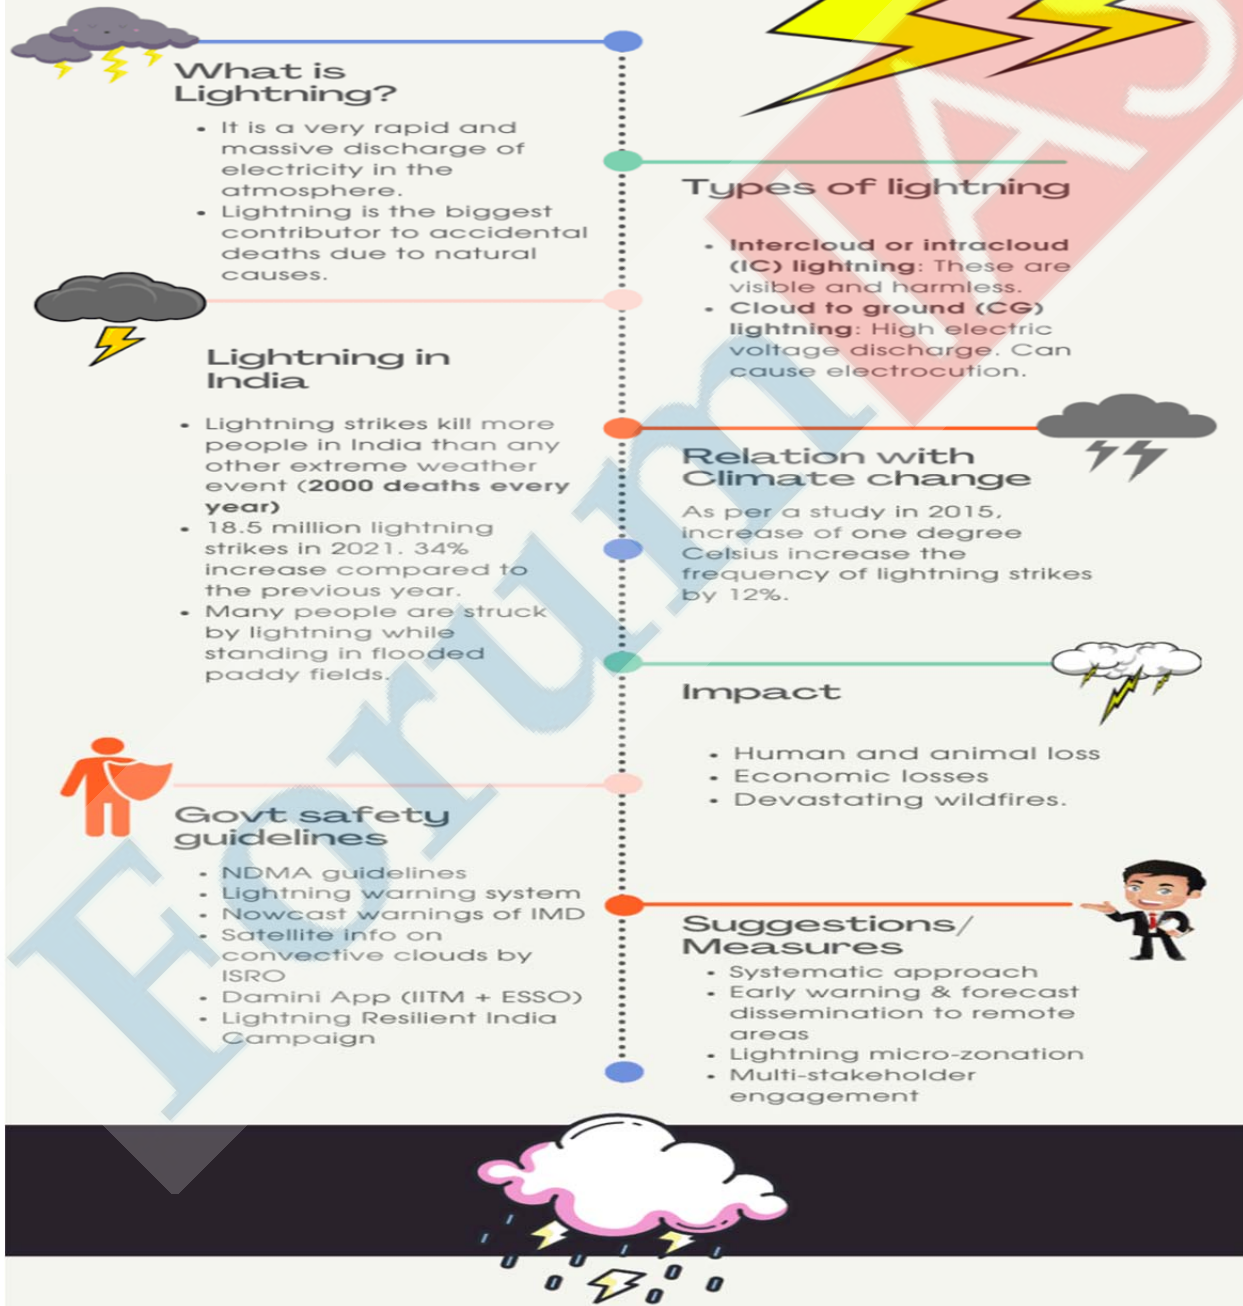 What is
Lightning?
• It is a very rapid and
massive discharge of
electricity in the
atmosphere.
• Lightning is the biggest
contributor to accidental
deaths due to natural
causes.
Types of lightning
• Intercloud or intracloud
(IC) lightning: These are
visible and harmless.
• Cloud to ground (CG)
lightning: High electric
voltage discharge. Can
cause electrocution.
Lightning in
India
• Lightning strikes kill more
people in India than any
other extreme weather
event (2000 deaths every
year)
• 18.5 million lightning
strikes in 2021. 34%
increase compared to
the previous year.
• Many people are struck
by lightning while
standing in flooded
paddy fields.
Relation with
Climate change
As per a study in 2015,
increase of one degree
Celsius increase the
frequency of lightning strikes
by 12%.
Impact
• Human and animal loss
• Economic losses
• Devastating wildfires.
Govt safety
guidelines
• NDMA guidelines
• Lightning warning system
• Nowcast warnings of IMD
• Satellite info on
convective clouds by
ISRO
• Damini App (IITM + ESSO)
• Lightning Resilient India
Campaign
Suggestions/
Measures
• Systematic approach
• Early warning & forecast
dissemination to remote
areas
• Lightning micro-zonation
• Multi-stakeholder
engagement
Forum IAS